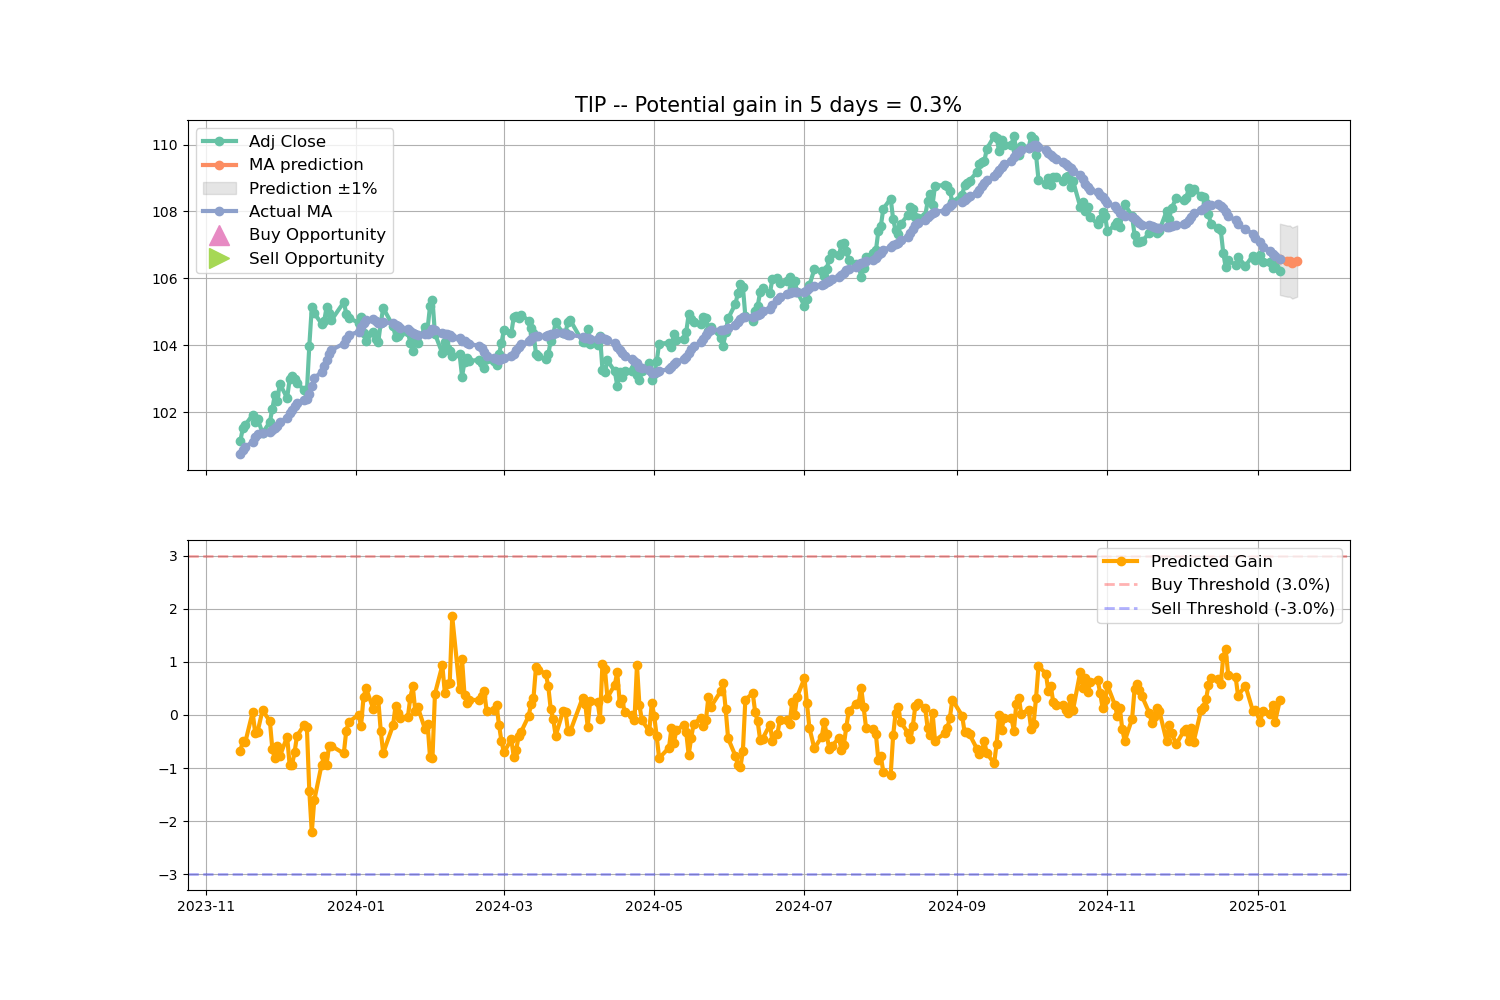 TIP -- Potential gain in 5 days = 0.3%
Adj Close
MA prediction
Prediction ±1%
Actual MA
Buy Opportunity
Sell Opportunity
110
108
106
104
102
Predicted Gain
Buy Threshold (3.0%)
Sell Threshold (-3.0%)
3
2
1
0
−1
−2
−3
2023-11
2024-01
2024-03
2024-05
2024-07
2024-09
2024-11
2025-01